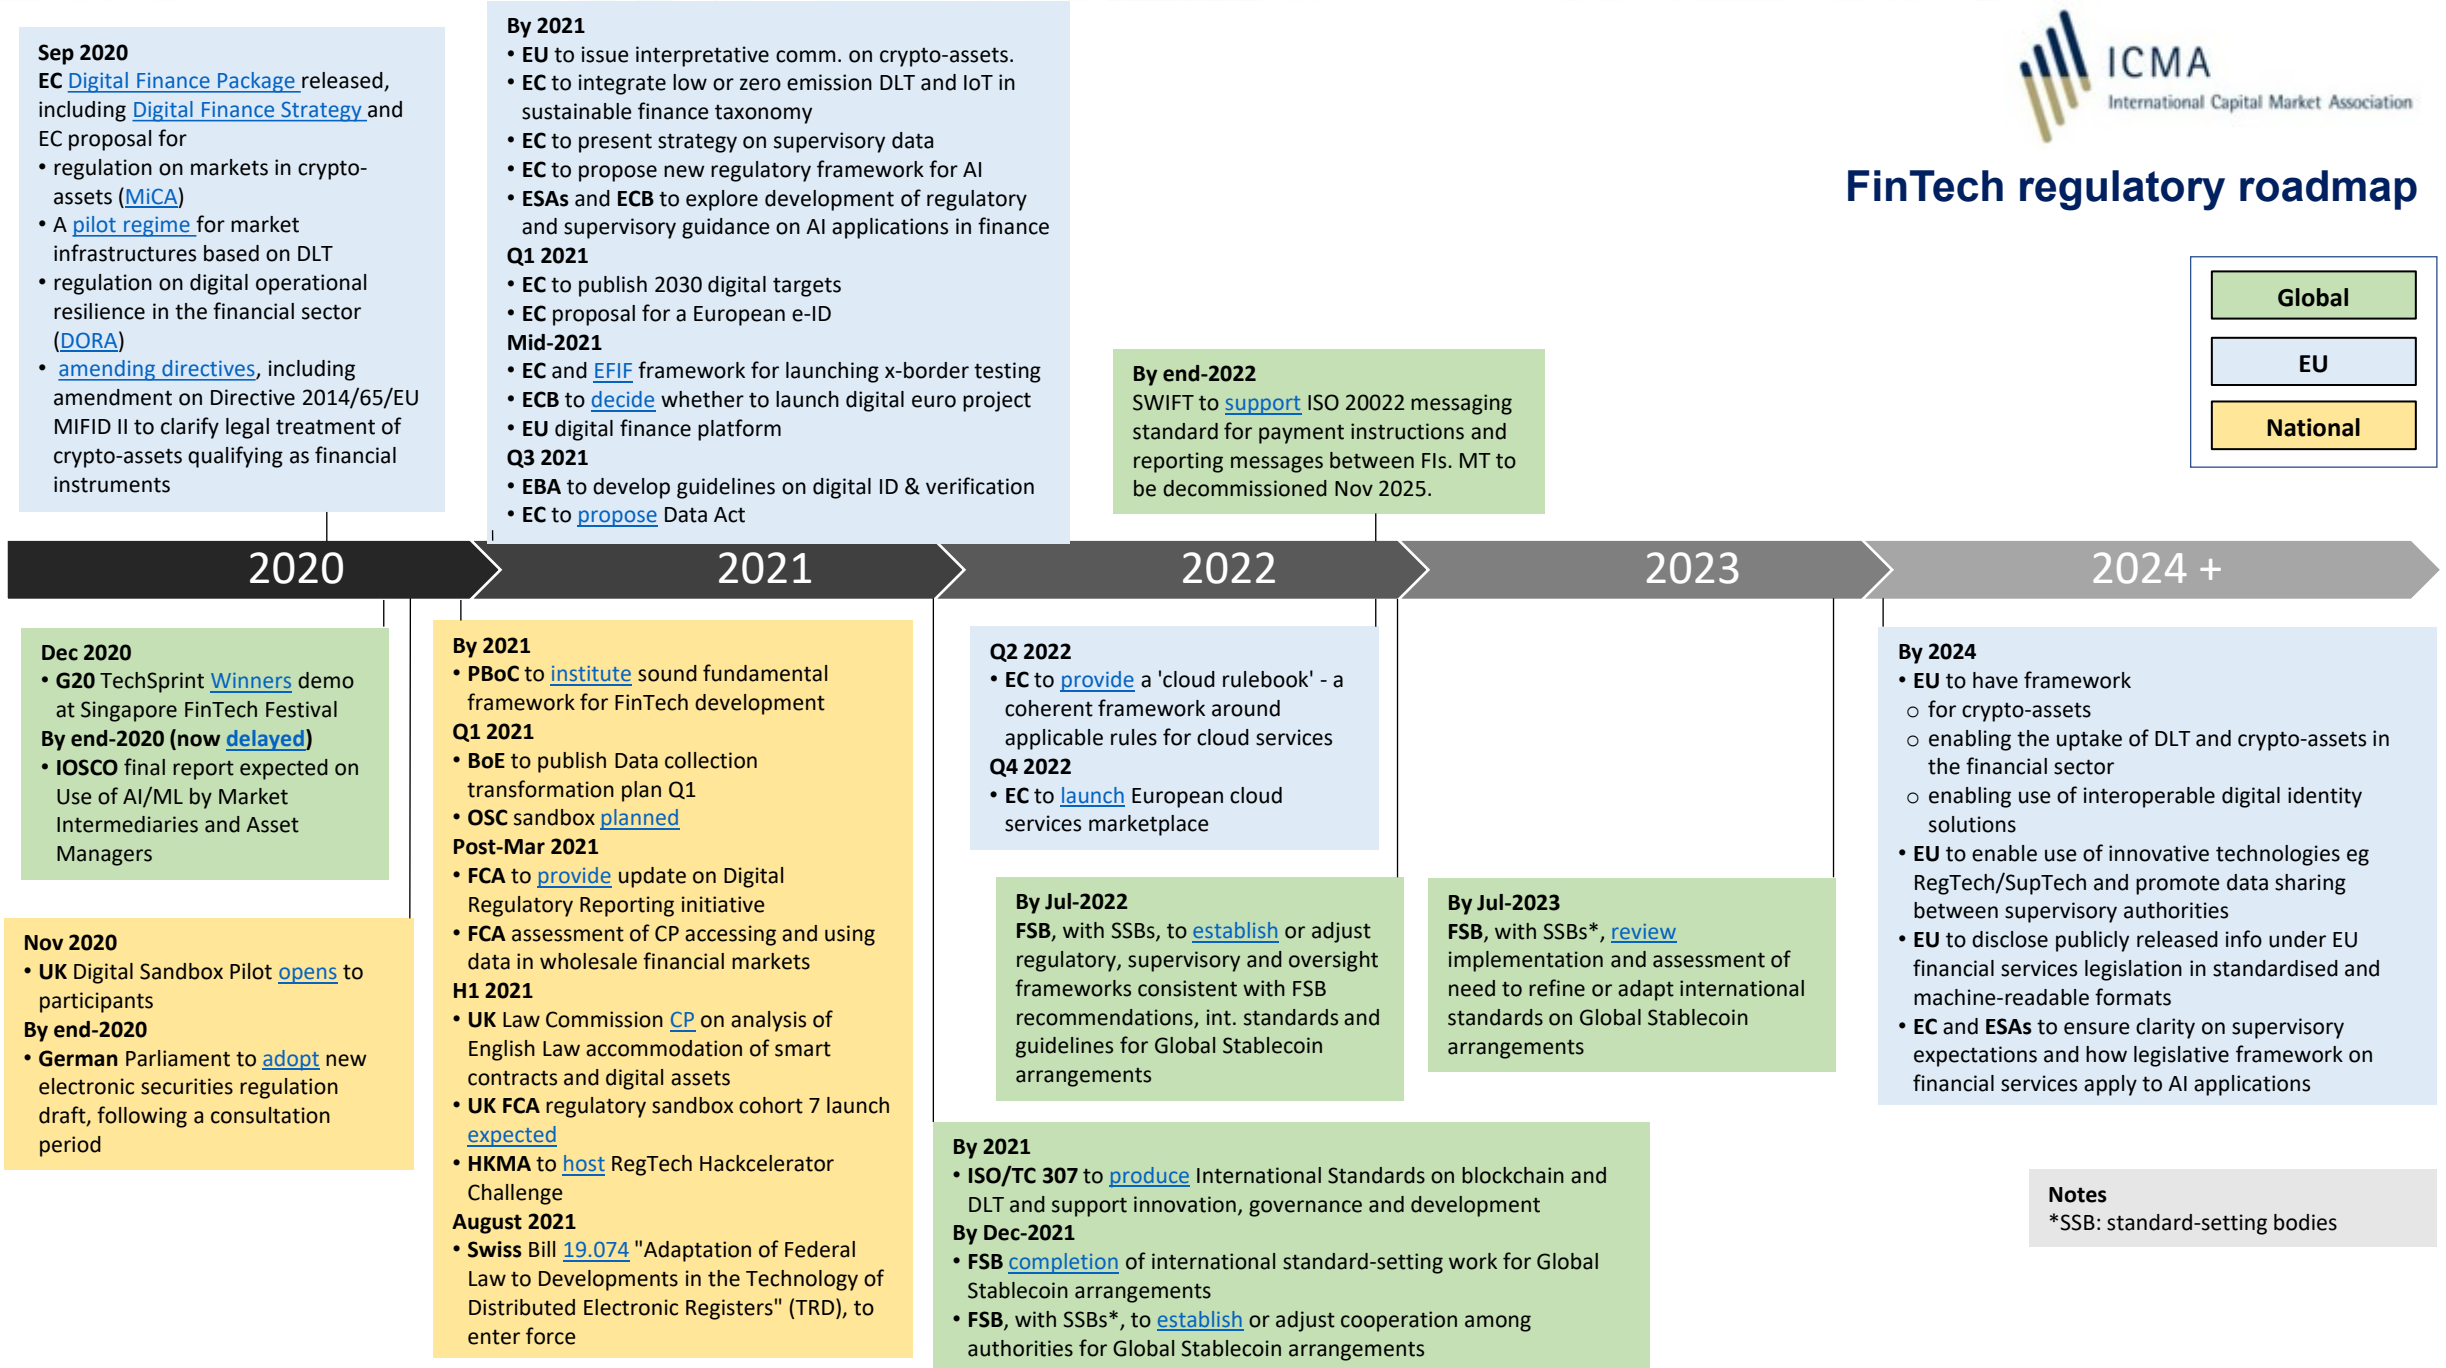 Sep 2020
EC Digital Finance Package released,
including Digital Finance Strategy and
EC proposal for
• regulation on markets in crypto-
assets (MiCA)
• A pilot regime for market
infrastructures based on DLT
• regulation on digital operational
resilience in the financial sector
(DORA)
• amending directives, including
amendment on Directive 2014/65/EU
MIFID II to clarify legal treatment of
crypto-assets qualifying as financial
instruments
By 2021
• EU to issue interpretative comm. on crypto-assets.
• EC to integrate low or zero emission DLT and IoT in
sustainable finance taxonomy
• EC to present strategy on supervisory data
• EC to propose new regulatory framework for AI
• ESAs and ECB to explore development of regulatory
and supervisory guidance on AI applications in finance
Q1 2021
• EC to publish 2030 digital targets
• EC proposal for a European e-ID
Mid-2021
• EC and EFIF framework for launching x-border testing
• ECB to decide whether to launch digital euro project
• EU digital finance platform
Q3 2021
• EBA to develop guidelines on digital ID & verification
• EC to propose Data Act
By end-2022
SWIFT to support ISO 20022 messaging
standard for payment instructions and
reporting messages between FIs. MT to
be decommissioned Nov 2025.
ICMA
International Capital Market Association
FinTech regulatory roadmap
Global
EU
National
2020
2021
2022
2023
2024 +
Dec 2020
• G20 TechSprint Winners demo
at Singapore FinTech Festival
By end-2020 (now delayed)
• IOSCO final report expected on
Use of AI/ML by Market
Intermediaries and Asset
Managers
Nov 2020
• UK Digital Sandbox Pilot opens to
participants
By end-2020
• German Parliament to adopt new
electronic securities regulation
draft, following a consultation
period
By 2021
• PBoC to institute sound fundamental
framework for FinTech development
Q1 2021
• BoE to publish Data collection
transformation plan Q1
• OSC sandbox planned
Post-Mar 2021
• FCA to provide update on Digital
Regulatory Reporting initiative
• FCA assessment of CP accessing and using
data in wholesale financial markets
H1 2021
• UK Law Commission CP on analysis of
English Law accommodation of smart
contracts and digital assets
• UK FCA regulatory sandbox cohort 7 launch
expected
• HKMA to host RegTech Hackcelerator
Challenge
August 2021
• Swiss Bill 19.074 "Adaptation of Federal
Law to Developments in the Technology of
Distributed Electronic Registers" (TRD), to
enter force
Q2 2022
• EC to provide a 'cloud rulebook' - a
coherent framework around
applicable rules for cloud services
Q4 2022
• EC to launch European cloud
services marketplace
By Jul-2022
FSB, with SSBs, to establish or adjust
regulatory, supervisory and oversight
frameworks consistent with FSB
recommendations, int. standards and
guidelines for Global Stablecoin
arrangements
By Jul-2023
FSB, with SSBs*, review
implementation and assessment of
need to refine or adapt international
standards on Global Stablecoin
arrangements
By 2021
• ISO/TC 307 to produce International Standards on blockchain and
DLT and support innovation, governance and development
By Dec-2021
• FSB completion of international standard-setting work for Global
Stablecoin arrangements
• FSB, with SSBs*, to establish or adjust cooperation among
authorities for Global Stablecoin arrangements
By 2024
• EU to have framework
o for crypto-assets
o enabling the uptake of DLT and crypto-assets in
the financial sector
o enabling use of interoperable digital identity
solutions
• EU to enable use of innovative technologies eg
RegTech/SupTech and promote data sharing
between supervisory authorities
• EU to disclose publicly released info under EU
financial services legislation in standardised and
machine-readable formats
• EC and ESAs to ensure clarity on supervisory
expectations and how legislative framework on
financial services apply to AI applications
Notes
*SSB: standard-setting bodies